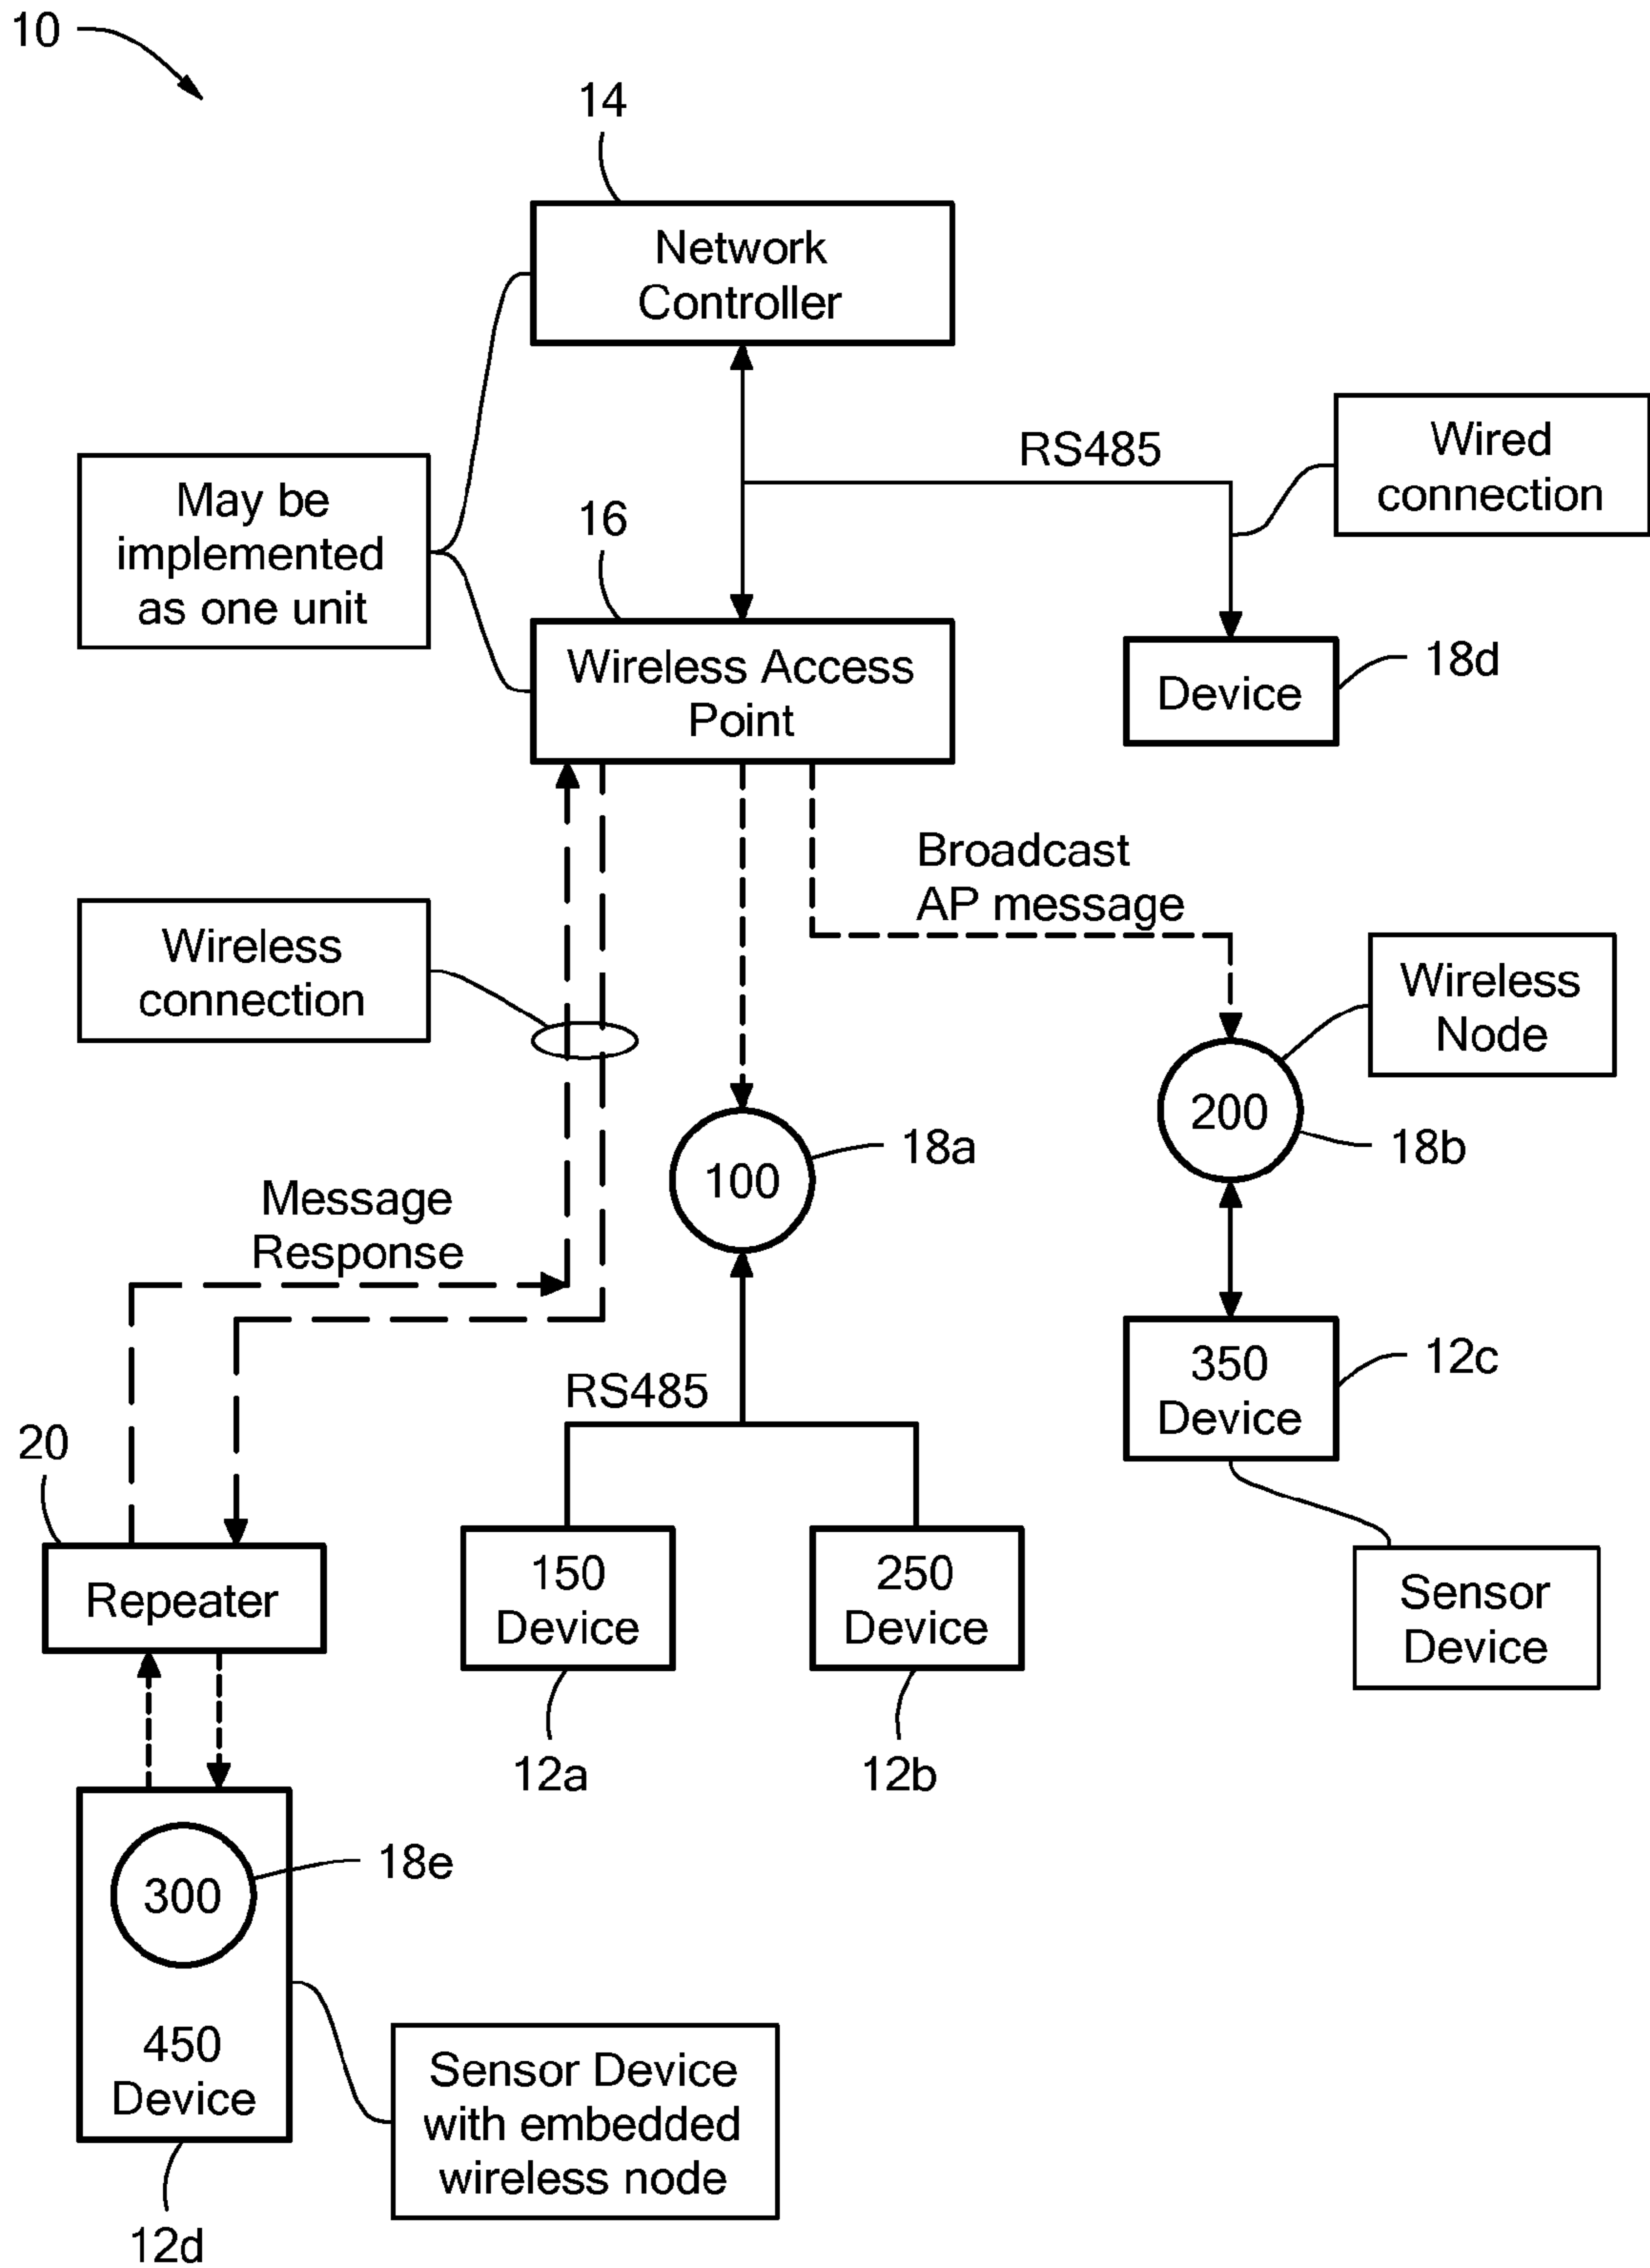 10
14
Network
Controller
RS485
Wired
connection
May be
implemented
as one unit
16
Wireless Access
Point
18d
Device
Broadcast
AP message
Wireless
connection
Wireless
Node
200
18b
18a
100
Message
Response
350
Device
12c
RS485
20
Repeater
150
Device
250
Device
Sensor
Device
12a
12b
18e
300
450
Device
Sensor Device
with embedded
wireless node
12d